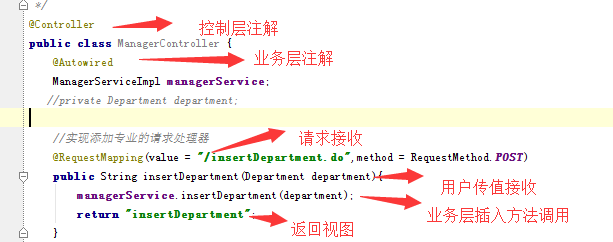 */
@Controller 控制层注解
public class ManagerController {
@Autowired 业务层注解
ManagerServiceImpl managerService;
//private Department department;
//实现添加专业的请求处理器 请求接收
@RequestMapping(value = "/insertDepartment.do",method = RequestMethod.POST)
public String insertDepartment(Department department){ 用户传值接收
managerService.insertDepartment(department); 业务层插入方法调用
return "insertDepartment"; 返回视图
}